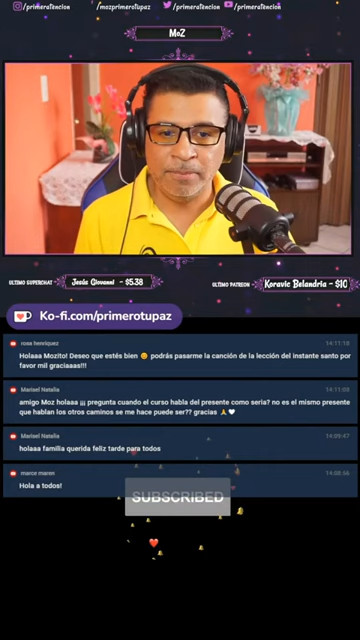 /primeratencion
/mozprimerotupaz
/primeratencion
/primeratencion
MoZ
ULTIMO SUPERCHAT
Jesús Giovanni - $5.38
ULTIMO PATREON
Koravic Belandria - $10
Ko-fi.com/primerotupaz
rosa henriquez
14:11:18
Holaaa Mozito! Deseo que estés bien 😊 podrás pasarme la canción de la lección del instante santo por
favor mil graciaaas!!!
Marisel Natalia
amigo Moz holaaa ¡¡¡ pregunta cuando el curso habla del presente como seria? no es el mismo presente
que hablan los otros caminos se me hace puede ser?? gracias 🙏🤍
Marisel Natalia
14:09:47
holaaa familia querida feliz tarde para todos
marce maren
14:08:56
Hola a todos!
SUBSCRIBED